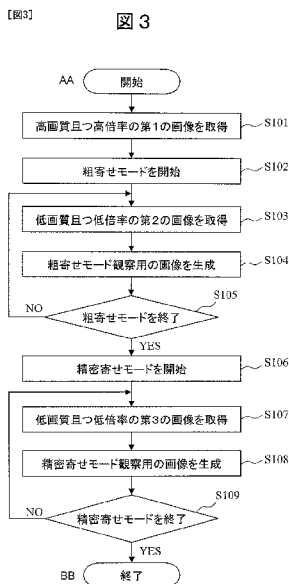 [図3]
図3
AA 開始
高画質且つ高倍率の第1の画像を取得 S101
粗寄せモードを開始 S102
低画質且つ低倍率の第2の画像を取得 S103
粗寄せモード観察用の画像を生成 S104
S105
NO 粗寄せモードを終了
YES
精密寄せモードを開始 S106
低画質且つ低倍率の第3の画像を取得 S107
精密寄せモード観察用の画像を生成 S108
S109
NO 精密寄せモードを終了
YES
BB 終了